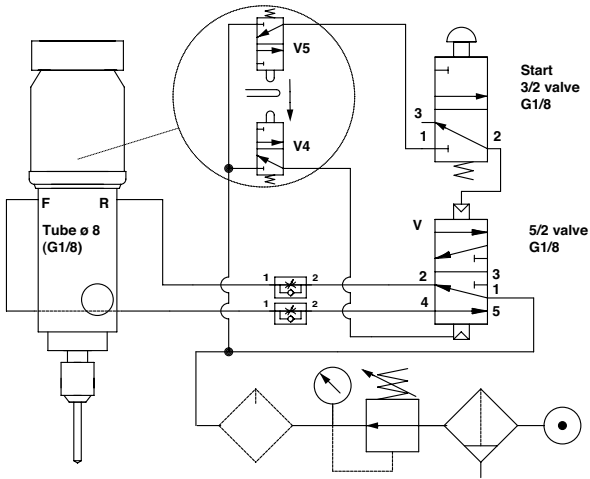 V5
Start
3/2 valve
G1/8
3
1
2
V4
F
R
Tube ø 8
(G1/8)
V
5/2 valve
G1/8
1
2
2
3
1
1
2
4
5